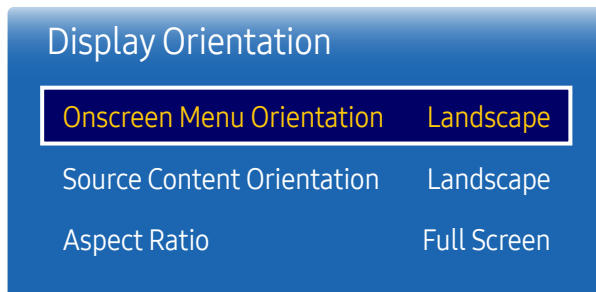 Display Orientation
Onscreen Menu Orientation Landscape
Source Content Orientation Landscape
Aspect Ratio Full Screen